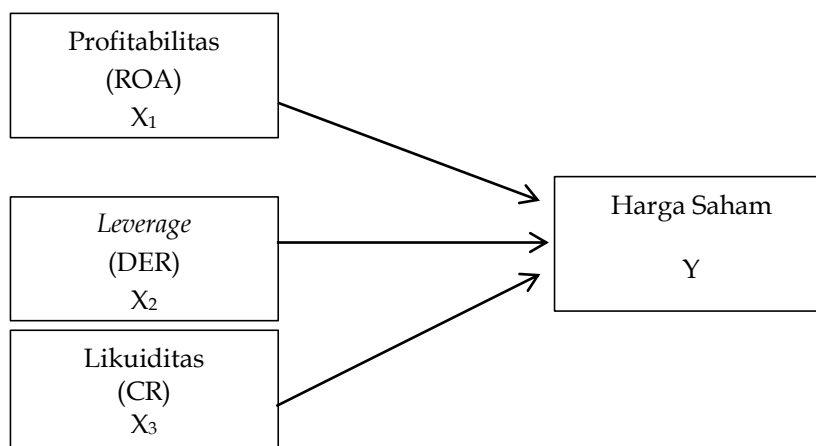 Profitabilitas
(ROA)
X₁
Leverage
(DER)
X₂
Likuiditas
(CR)
X₃
Harga Saham
Y